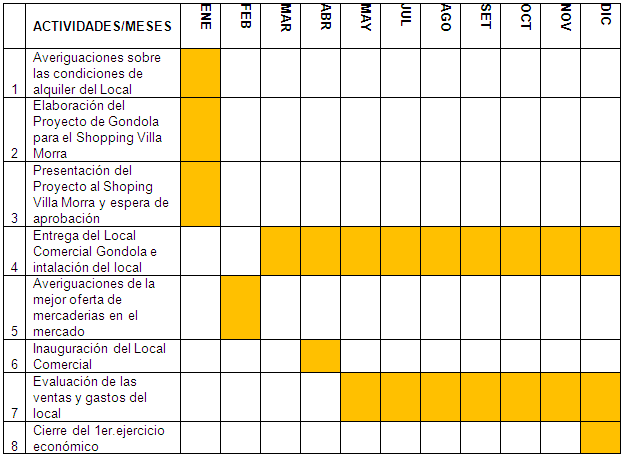 ACTIVIDADES/MESES
ENE
FEB
MAR
ABR
MAY
JUL
AGO
SET
OCT
NOV
DIC
1
Averiguaciones sobre
las condiciones de
alquiler del Local
2
Elaboración del
Proyecto de Gondola
para el Shopping Villa
Morra
3
Presentación del
Proyecto al Shoping
Villa Morra y espera de
aprobación
4
Entrega del Local
Comercial Gondola e
intalación del local
5
Averiguaciones de la
mejor oferta de
mercaderias en el
mercado
6
Inauguración del Local
Comercial
7
Evaluación de las
ventas y gastos del
local
8
Cierre del 1er.ejercicio
económico